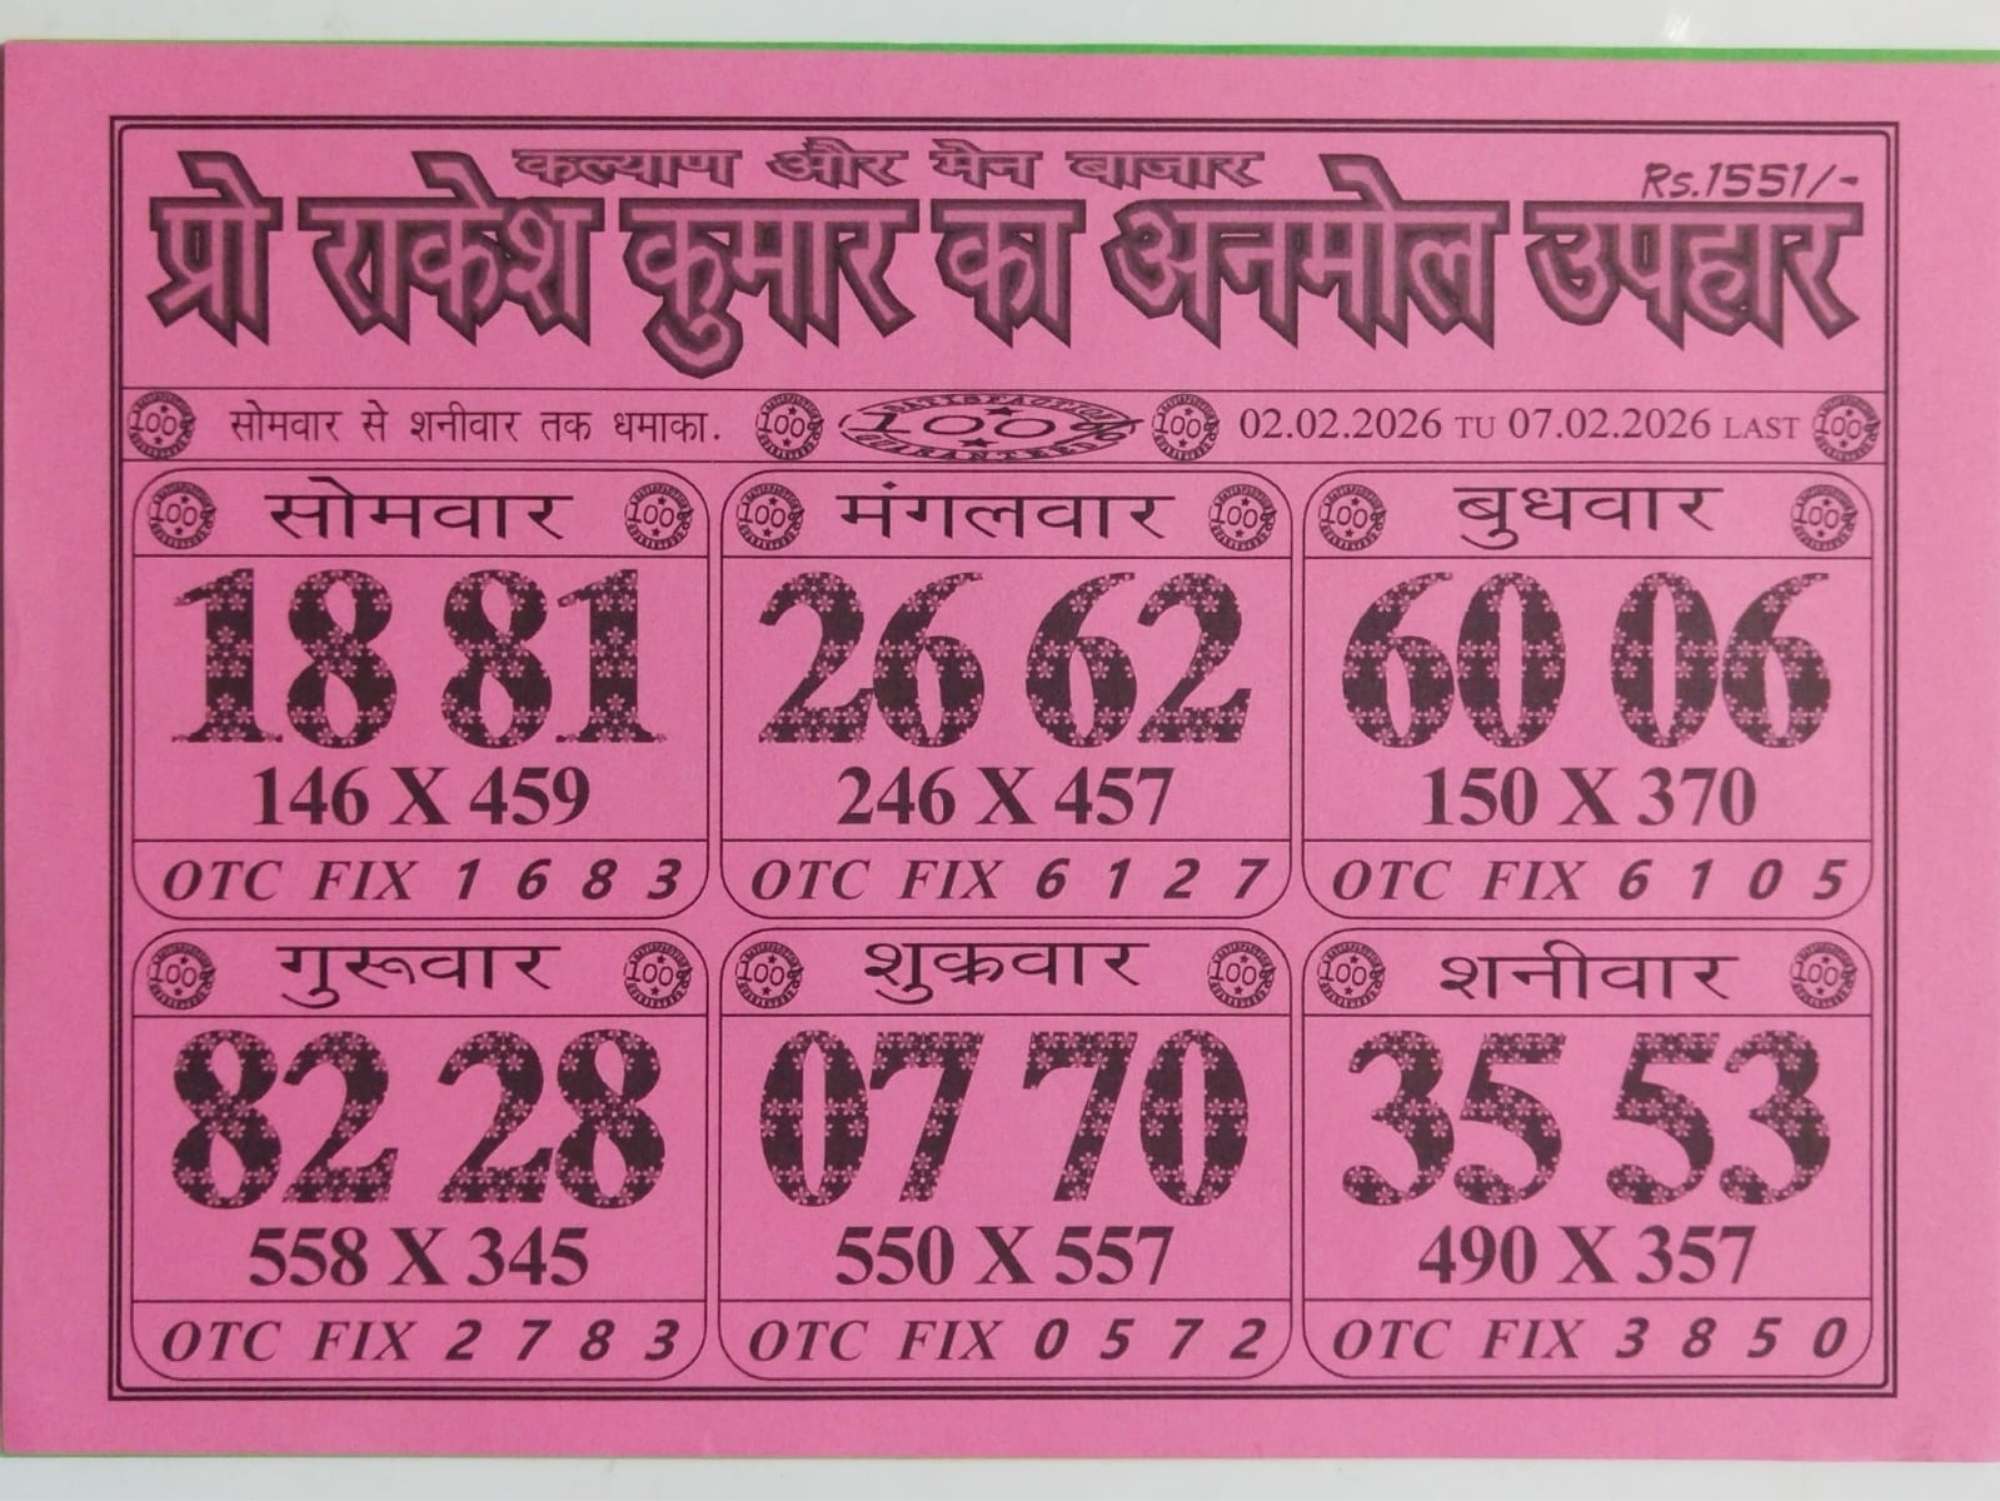 कल्याण और मेन बाजार
Rs.1551/-
प्रो राकेश कुमार का अनमोल उपहार
सोमवार से शनीवार तक धमाका.
02.02.2026 TU 07.02.2026 LAST
सोमवार
18 81
146 X 459
OTC FIX 1 6 8 3
मंगलवार
26 62
246 X 457
OTC FIX 6 1 2 7
बुधवार
60 06
150 X 370
OTC FIX 6 1 0 5
गुरूवार
82 28
558 X 345
OTC FIX 2 7 8 3
शुक्रवार
07 70
550 X 557
OTC FIX 0 5 7 2
शनीवार
35 53
490 X 357
OTC FIX 3 8 5 0